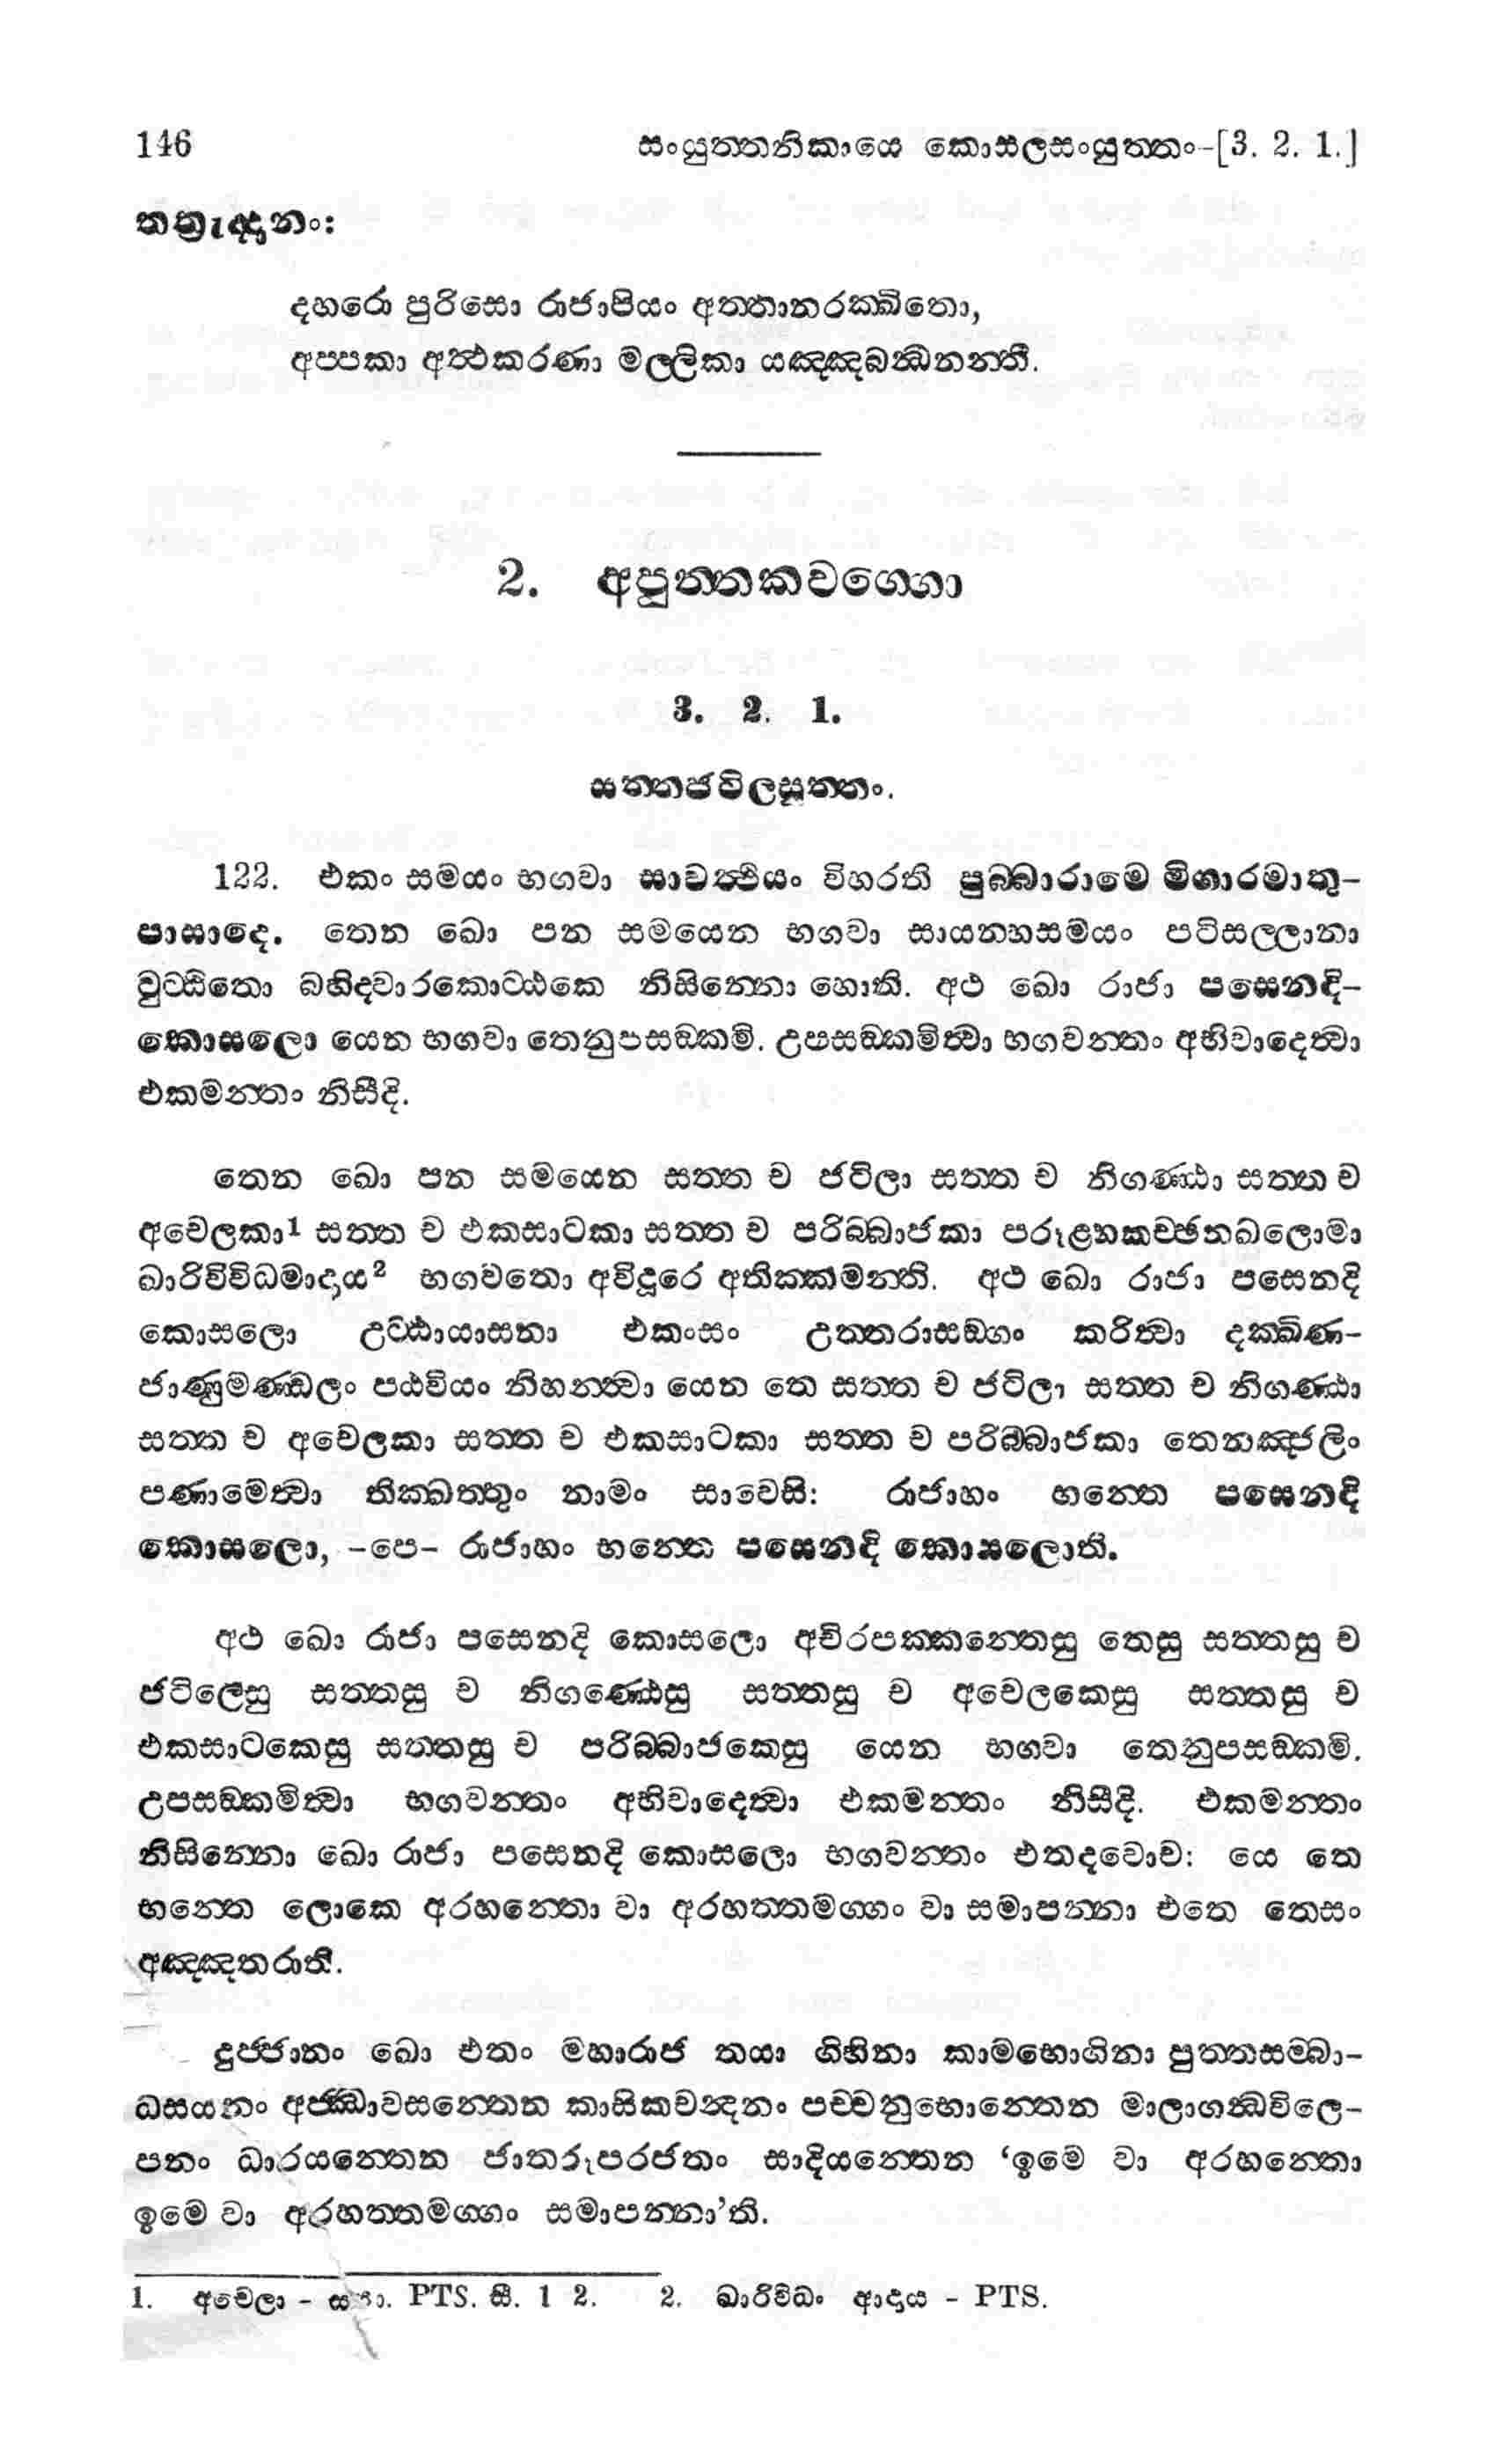 146 සංයුත්තනිකායෙ කොසලසංයුත්තං-[3. 2. 1.]
තත්‍රැද්දානං:
දහරො පුරිසො රාජාපියං අත්තානරක්ඛිතො,
අප්පකා අත්ථකරණා මල්ලිකා යඤ්ඤබන්ධනන්ති.
2. අපුත්තකවග්ගො
3. 2. 1.
සත්තජටිලසුත්තං.
122. එකං සමයං භගවා සාවත්ථියං විහරති පුබ්බාරාමෙ මිගාරමාතු-
පාසාදෙ. තෙන ඛො පන සමයෙන භගවා සායන්හසමයං පටිසල්ලානා
වුට්ඨිතො බහිද්වාරකොට්ඨකෙ නිසින්නො හොති. අථ ඛො රාජා පසෙනදි-
කොසලො යෙන භගවා තෙනුපසඞ්කමි. උපසඞ්කමිත්වා භගවන්තං අභිවාදෙත්වා
එකමන්තං නිසීදි.
තෙන ඛො පන සමයෙන සත්ත ච ජටිලා සත්ත ච නිගණ්ඨා සත්ත ච
අචෙලකා1 සත්ත ච එකසාටකා සත්ත ච පරිබ්බාජකා පරූළ්හකච්ඡනඛලොමා
ඛාරිවිවිධමාදාය2 භගවතො අවිදූරෙ අතික්කමන්ති. අථ ඛො රාජා පසෙනදි
කොසලො උට්ඨායාසනා එකංසං උත්තරාසඞ්ගං කරිත්වා දක්ඛිණ-
ජාණුමණ්ඩලං පඨවියං නිහන්ත්වා යෙන තෙ සත්ත ච ජටිලා සත්ත ච නිගණ්ඨා
සත්ත ච අචෙලකා සත්ත ච එකසාටකා සත්ත ච පරිබ්බාජකා තෙනඤ්ජලිං
පණාමෙත්වා තික්ඛත්තුං නාමං සාවෙසි: රාජාහං භන්තෙ පසෙනදි
කොසලො, -පෙ- රාජාහං භන්තෙ පසෙනදි කොසලොති.
අථ ඛො රාජා පසෙනදි කොසලො අචිරපක්කන්තෙසු තෙසු සත්තසු ච
ජටිලෙසු සත්තසු ච නිගණ්ඨෙසු සත්තසු ච අචෙලකෙසු සත්තසු ච
එකසාටකෙසු සත්තසු ච පරිබ්බාජකෙසු යෙන භගවා තෙනුපසඞ්කමි.
උපසඞ්කමිත්වා භගවන්තං අභිවාදෙත්වා එකමන්තං නිසීදි. එකමන්තං
නිසින්නො ඛො රාජා පසෙනදි කොසලො භගවන්තං එතදවොච: යෙ තෙ
භන්තෙ ලොකෙ අරහන්තො වා අරහත්තමග්ගං වා සමාපන්නා එතෙ තෙසං
අඤ්ඤතරාති.
දුජ්ජානං ඛො එතං මහාරාජ තයා ගිහිනා කාමභොගිනා පුත්තසම්බා-
ධසයනං අජ්ඣාවසන්තෙන කාසිකචන්දනං පච්චනුභොන්තෙන මාලාගන්ධවිලෙ-
පනං ධාරයන්තෙන ජාතරූපරජතං සාදියන්තෙන ‘ඉමෙ වා අරහන්තො
ඉමෙ වා අරහත්තමග්ගං සමාපන්නා’ති.
1. අචෙලා - ස්‍යා. PTS. සී. 1 2. 2. ඛාරිවිධං ආදාය - PTS.